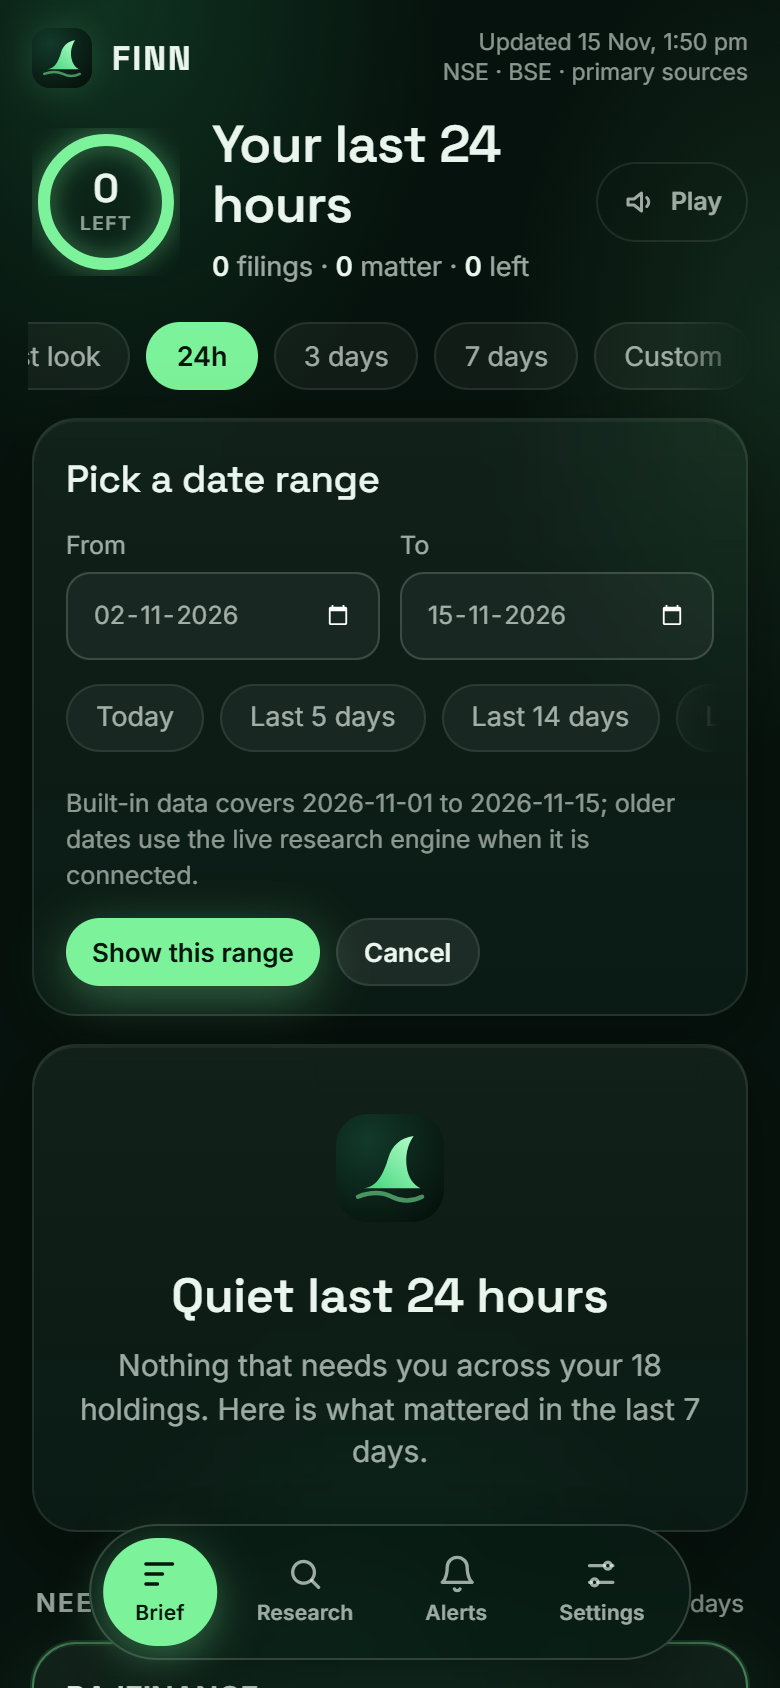 FINN
Updated 15 Nov, 1:50 pm
NSE · BSE · primary sources
0
LEFT
Your last 24
hours
0 filings · 0 matter · 0 left
Play
look
24h
3 days
7 days
Custom
Pick a date range
From
To
02-11-2026
15-11-2026
Today
Last 5 days
Last 14 days
Built-in data covers 2026-11-01 to 2026-11-15; older
dates use the live research engine when it is
connected.
Show this range
Cancel
Quiet last 24 hours
Nothing that needs you across your 18
holdings. Here is what mattered in the last 7
days.
days
Brief
Research
Alerts
Settings